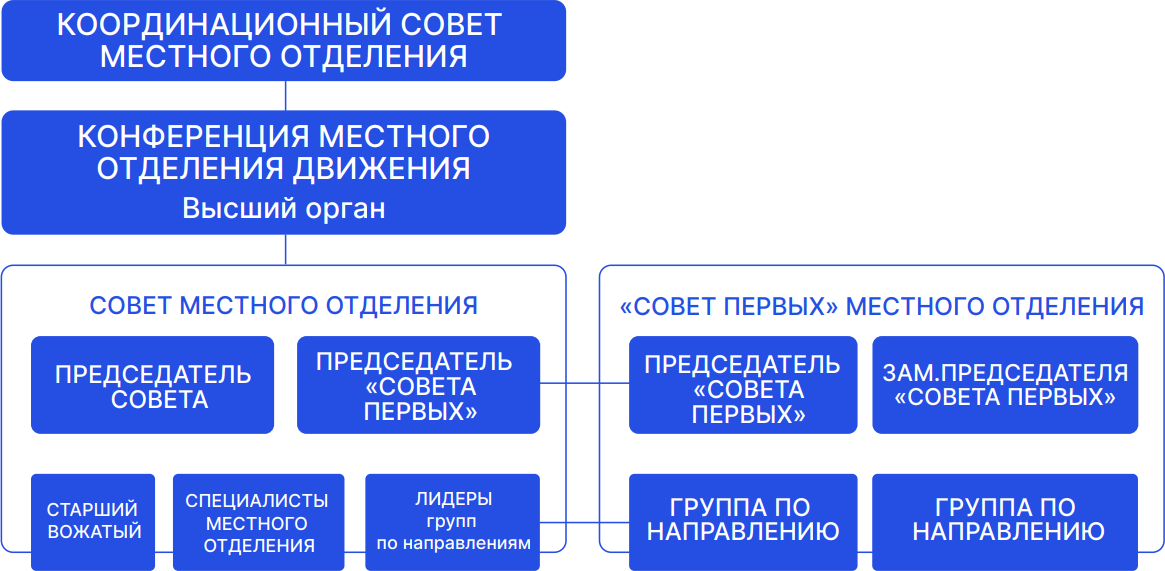 КООРДИНАЦИОННЫЙ СОВЕТ
МЕСТНОГО ОТДЕЛЕНИЯ
КОНФЕРЕНЦИЯ МЕСТНОГО
ОТДЕЛЕНИЯ ДВИЖЕНИЯ
Высший орган
СОВЕТ МЕСТНОГО ОТДЕЛЕНИЯ
ПРЕДСЕДАТЕЛЬ
СОВЕТА
ПРЕДСЕДАТЕЛЬ
«СОВЕТА
ПЕРВЫХ»
СТАРШИЙ
ВОЖАТЫЙ
СПЕЦИАЛИСТЫ
МЕСТНОГО
ОТДЕЛЕНИЯ
ЛИДЕРЫ
групп
по направлениям
«СОВЕТ ПЕРВЫХ» МЕСТНОГО ОТДЕЛЕНИЯ
ПРЕДСЕДАТЕЛЬ
«СОВЕТА
ПЕРВЫХ»
ЗАМ.ПРЕДСЕДАТЕЛЯ
«СОВЕТА ПЕРВЫХ»
ГРУППА ПО
НАПРАВЛЕНИЮ
ГРУППА ПО
НАПРАВЛЕНИЮ